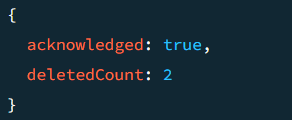 {
acknowledged: true,
deletedCount: 2
}